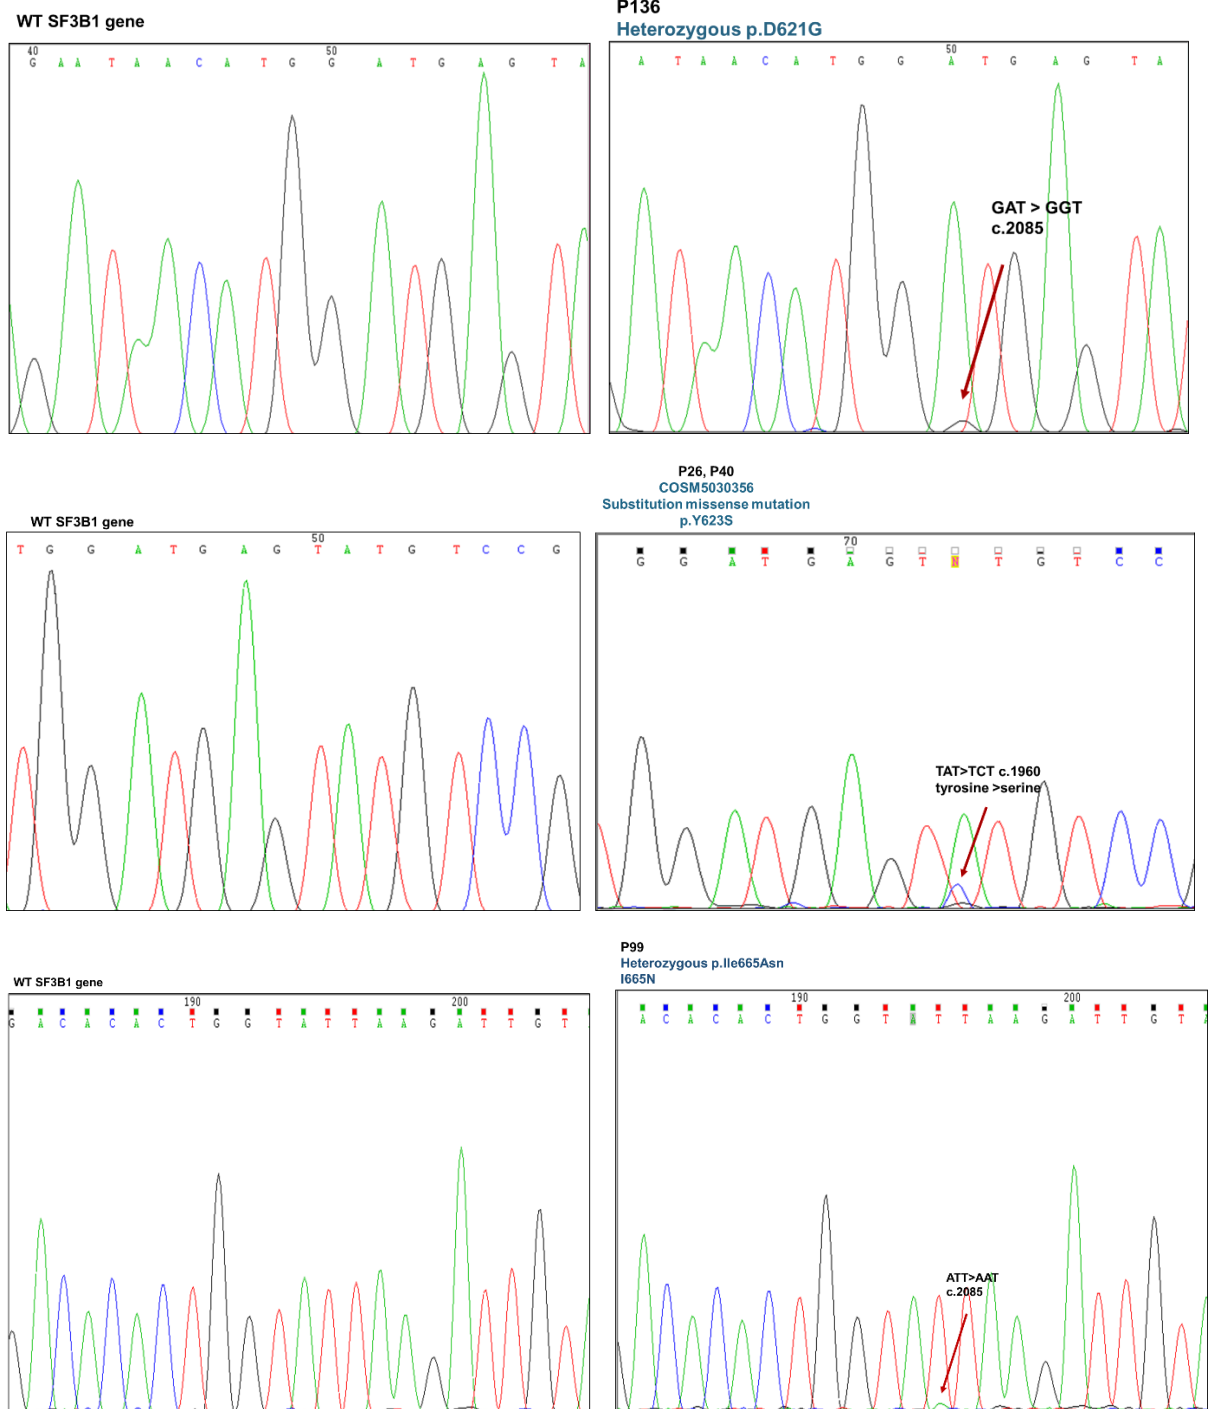 WT SF3B1 gene
40 50
G A A T A A C A T G G A T G A G T A
P136
Heterozygous p.D621G
50
A T A A C A T G G A T G A G T A
GAT > GGT
c.2085
WT SF3B1 gene
50
T G G A T G A G T A T G T C C G
P26, P40
COSM5030356
Substitution missense mutation
p.Y623S
70
G G A T G A G T N T G T C C
TAT>TCT c.1960
tyrosine >serine
WT SF3B1 gene
190 200
G A C A C A C T G G T A T T A A G A T T G T
P99
Heterozygous p.Ile665Asn
I665N
190 200
A C A C A C T G G T A T T A A G A T T G T A
ATT>AAT
c.2085